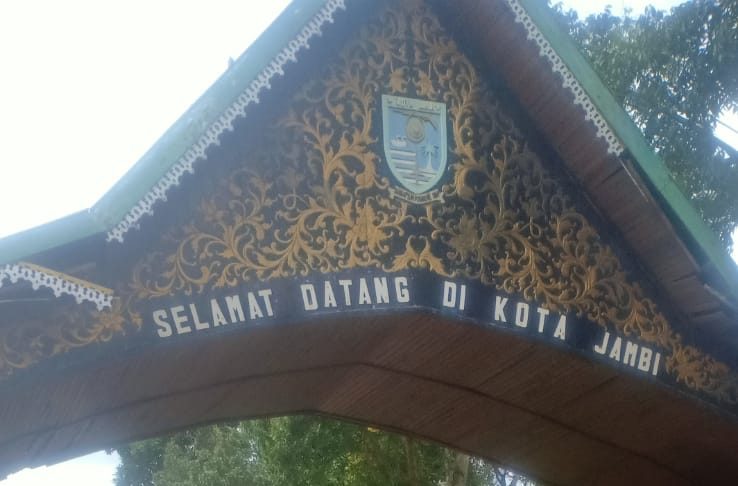 SELAMAT DATANG DI KOTA JAMBI